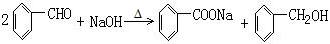 2 CHO + NaOH Δ→ COONa + CH₂OH